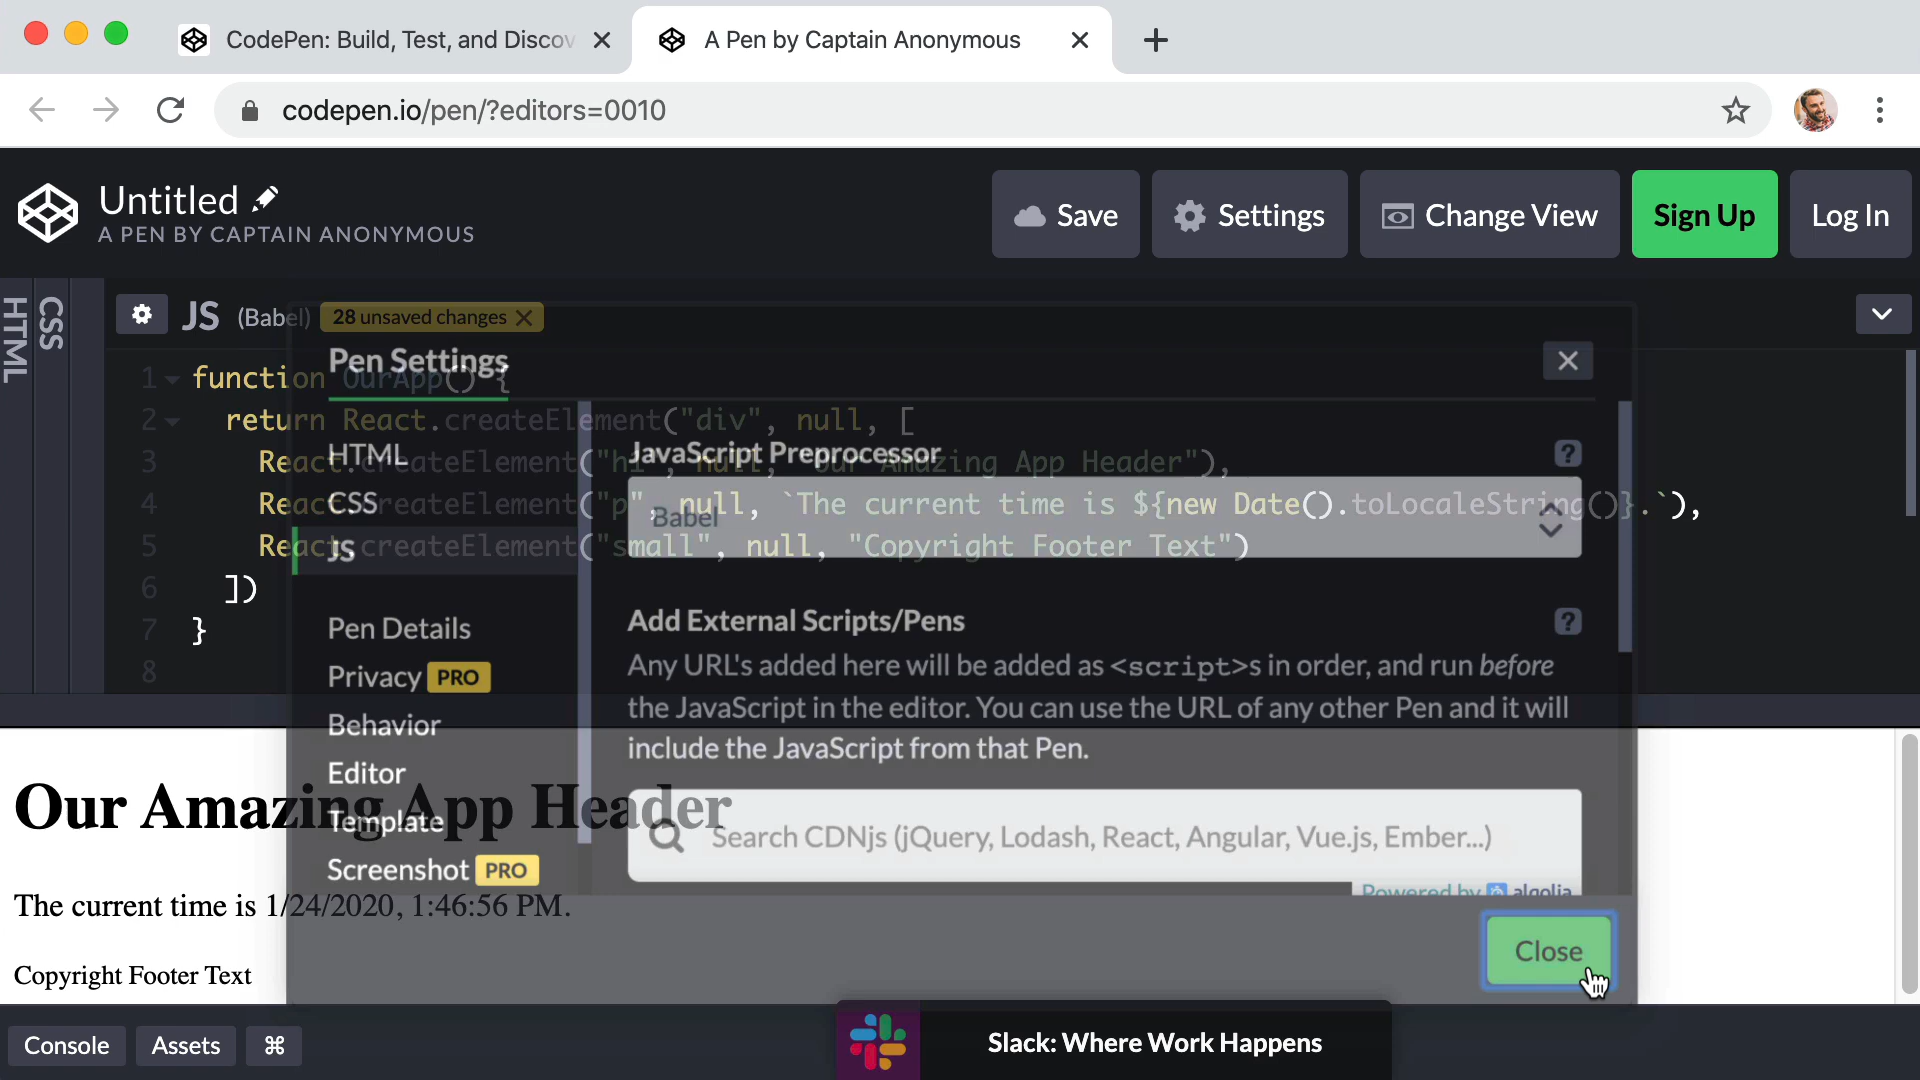 CodePen: Build, Test, and Discov
A Pen by Captain Anonymous
codepen.io/pen/?editors=0010
Untitled
A PEN BY CAPTAIN ANONYMOUS
Save
Settings
Change View
Sign Up
Log In
HTML
CSS
JS (Babel)
28 unsaved changes
1 function OurApp() {
2 return React.createElement("div", null, [
3 React.createElement("h1", null, "Our Amazing App Header"),
4 React.createElement("p", null, `The current time is ${new Date().toLocaleString()}.`),
5 React.createElement("small", null, "Copyright Footer Text")
6 ])
7 }
8
Pen Settings
HTML
CSS
JS
Pen Details
Privacy PRO
Behavior
Editor
Template
Screenshot PRO
JavaScript Preprocessor
?
Babel
Add External Scripts/Pens
?
Any URL's added here will be added as <script>s in order, and run before
the JavaScript in the editor. You can use the URL of any other Pen and it will
include the JavaScript from that Pen.
Search CDNjs (jQuery, Lodash, React, Angular, Vue.js, Ember...)
Powered by algolia
Close
Our Amazing App Header
The current time is 1/24/2020, 1:46:56 PM.
Copyright Footer Text
Console
Assets
⌘
Slack: Where Work Happens